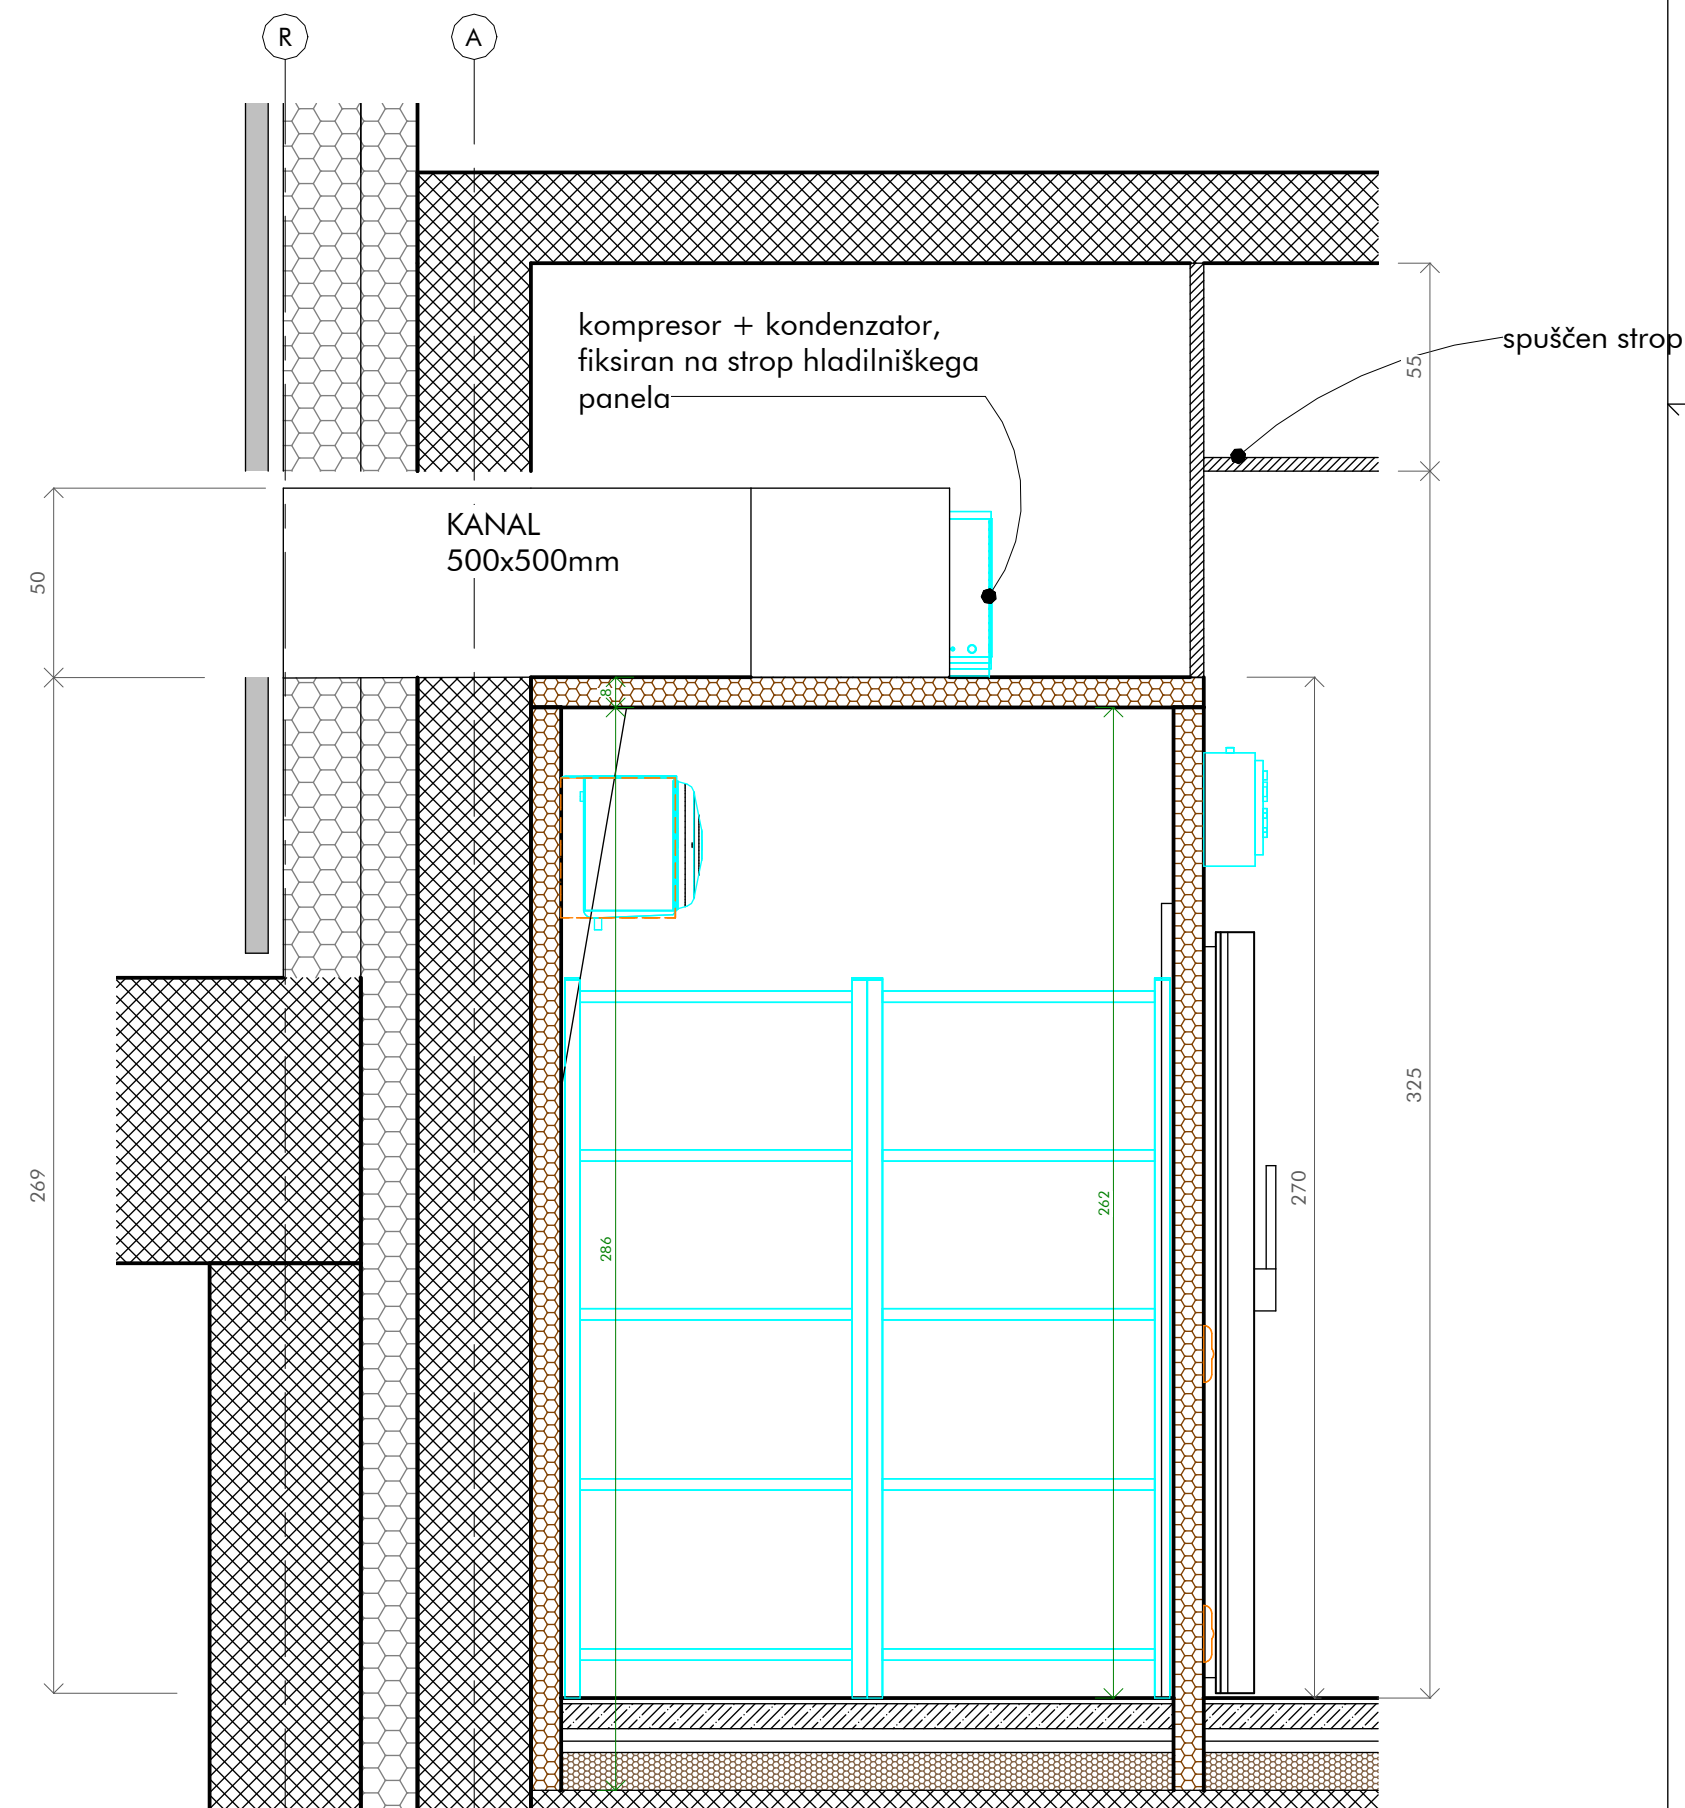 R
A
kompresor + kondenzator,
fiksiran na strop hladilniškega
panela
spuščen strop
55
KANAL
500x500mm
50
8
269
325
270
262
286